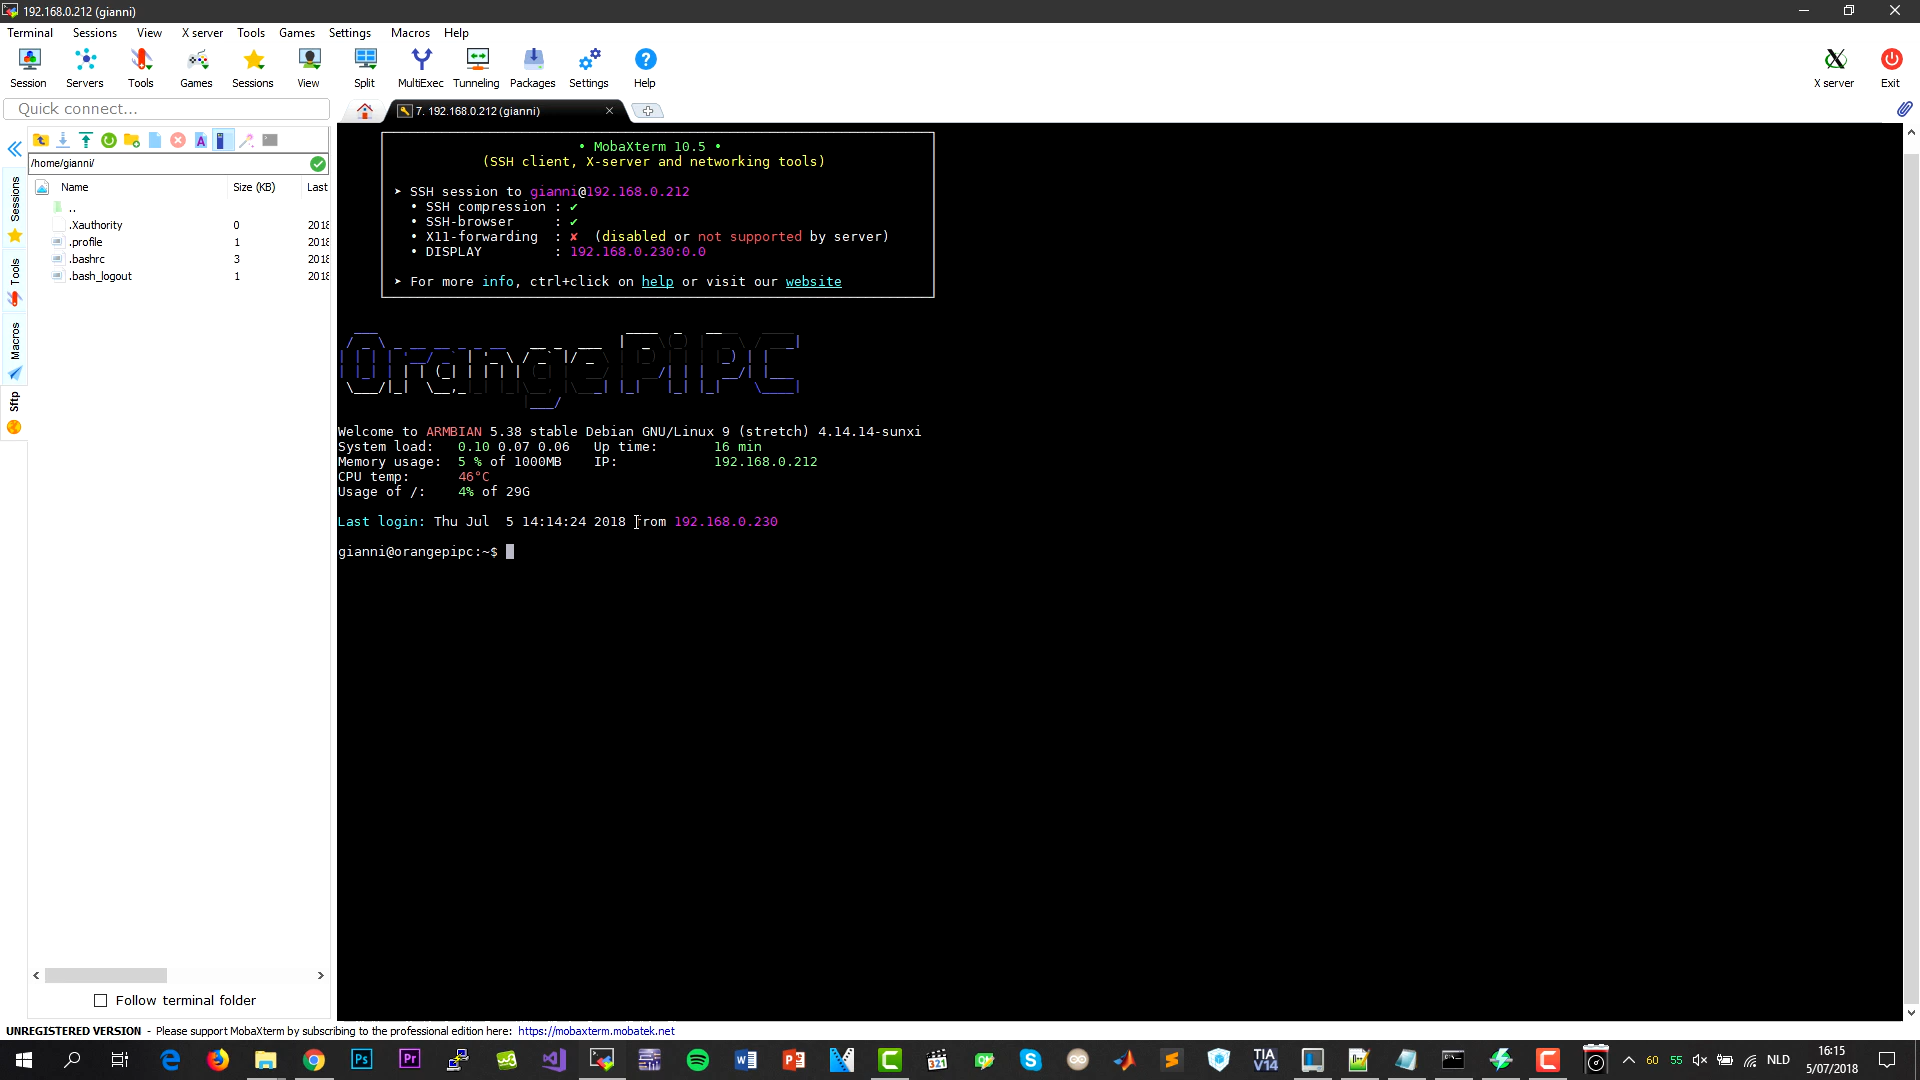 192.168.0.212 (gianni)
Terminal Sessions View X server Tools Games Settings Macros Help
Session Servers Tools Games Sessions View Split MultiExec Tunneling Packages Settings Help X server Exit
Quick connect...
7. 192.168.0.212 (gianni)
/home/gianni/
Name Size (KB) Last
..
.Xauthority 0 2018
.profile 1 2018
.bashrc 3 2018
.bash_logout 1 2018
Sessions
Tools
Macros
Sftp
• MobaXterm 10.5 •
(SSH client, X-server and networking tools)
➤ SSH session to gianni@192.168.0.212
• SSH compression : ✔
• SSH-browser : ✔
• X11-forwarding : ✘ (disabled or not supported by server)
• DISPLAY : 192.168.0.230:0.0
➤ For more info, ctrl+click on help or visit our website
OrangePiPC
Welcome to ARMBIAN 5.38 stable Debian GNU/Linux 9 (stretch) 4.14.14-sunxi
System load: 0.10 0.07 0.06 Up time: 16 min
Memory usage: 5 % of 1000MB IP: 192.168.0.212
CPU temp: 46°C
Usage of /: 4% of 29G
Last login: Thu Jul 5 14:14:24 2018 from 192.168.0.230
gianni@orangepipc:~$
Follow terminal folder
UNREGISTERED VERSION - Please support MobaXterm by subscribing to the professional edition here: https://mobaxterm.mobatek.net
Ps Pr 321 TIA V14 60 55 NLD 16:15
5/07/2018